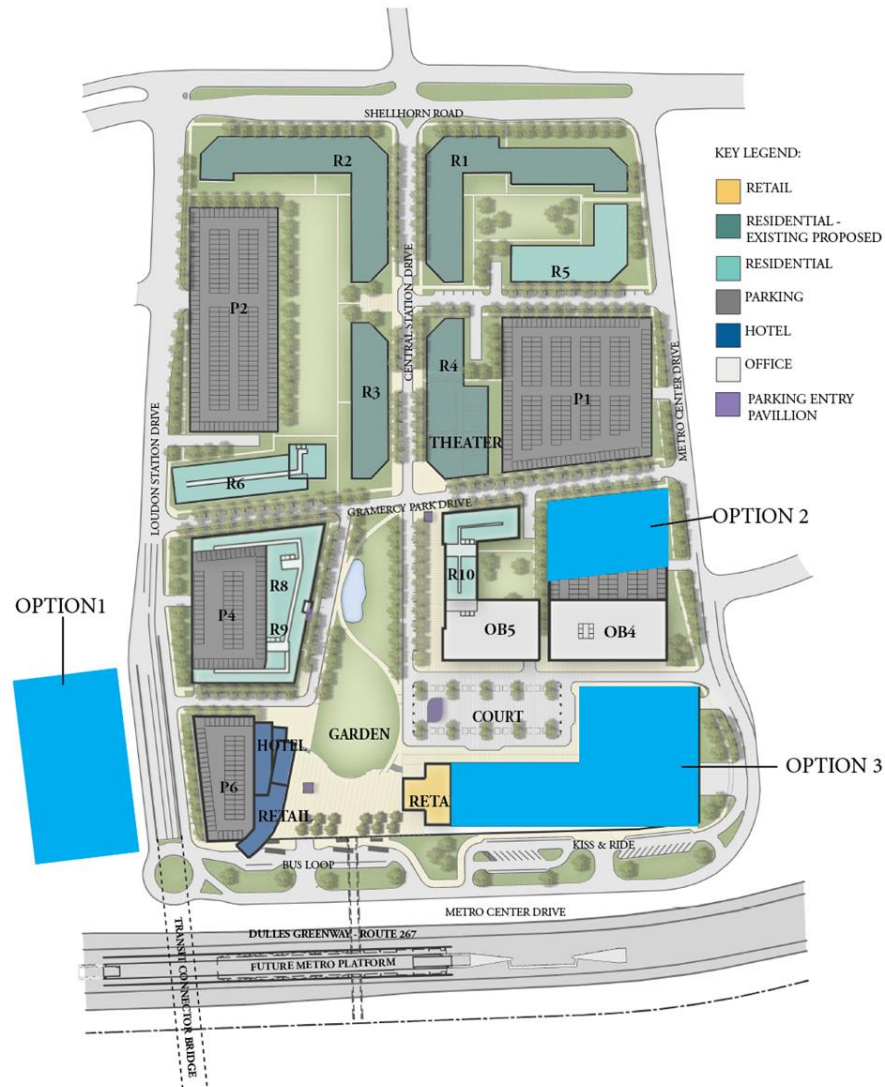 SHELLHORN ROAD
R2
R1
KEY LEGEND:
RETAIL
RESIDENTIAL -
EXISTING PROPOSED
RESIDENTIAL
PARKING
HOTEL
OFFICE
PARKING ENTRY
PAVILLION
R5
P2
CENTRAL STATION DRIVE
R4
R3
P1
METRO CENTER DRIVE
THEATER
LOUDON STATION DRIVE
R6
GRAMERCY PARK DRIVE
OPTION 2
R10
R8
P4
R9
OPTION1
OB5
OB4
COURT
GARDEN
HOTEL
P6
OPTION 3
RETA
RETAIL
KISS & RIDE
BUS LOOP
METRO CENTER DRIVE
DULLES GREENWAY - ROUTE 267
FUTURE METRO PLATFORM
TRANSIT CONNECTOR BRIDGE